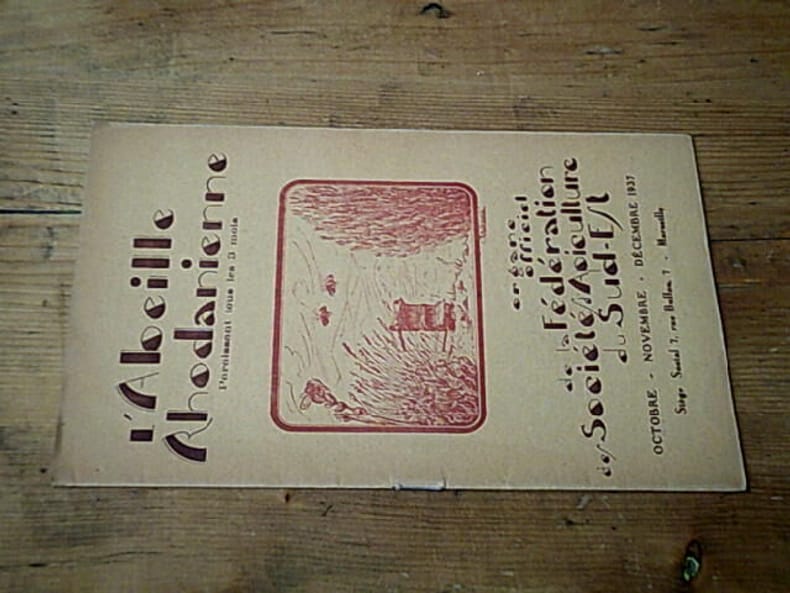 L'Abeille
Rhodanienne
Paraissant tous les 3 mois
organe
officiel
de la Fédération
des Sociétés d'Apiculture
du Sud-Est
OCTOBRE - NOVEMBRE - DÉCEMBRE 1937
Siège Social 7, rue Bullon, 7 - Marseille